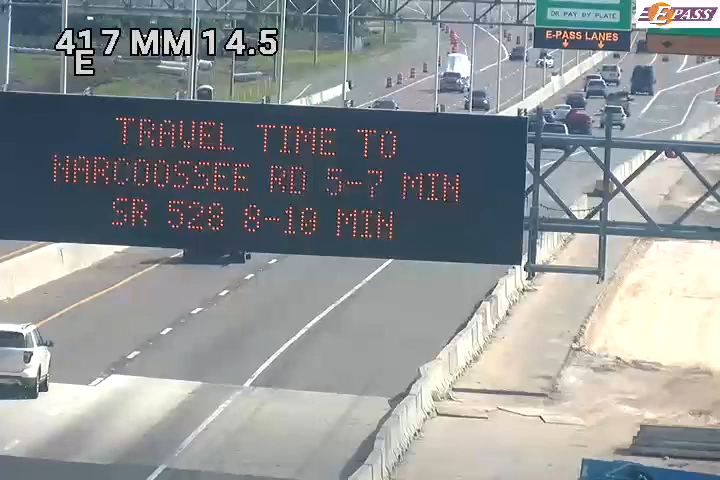 417 MM 14.5
E
OR PAY BY PLATE
E-PASS LANES
E-PASS
TRAVEL TIME TO
NARCOOSSEE RD 5-7 MIN
SR 528 8-10 MIN